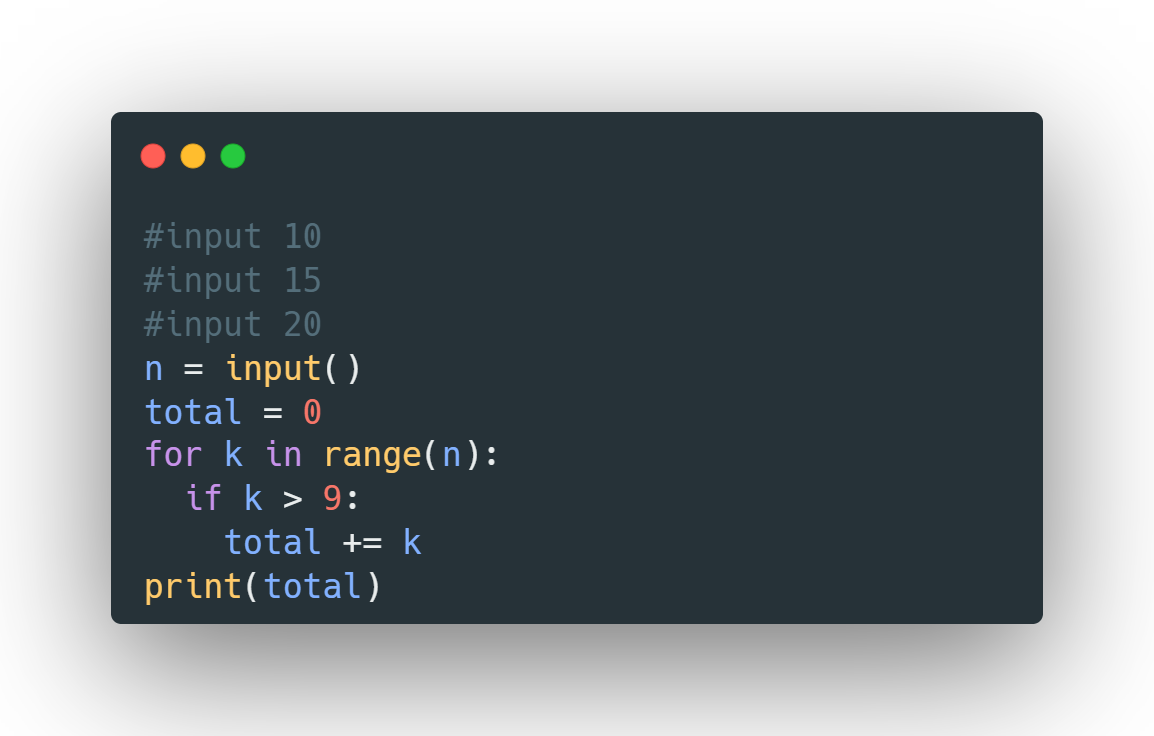 #input 10
#input 15
#input 20
n = input()
total = 0
for k in range(n):
  if k > 9:
    total += k
print(total)